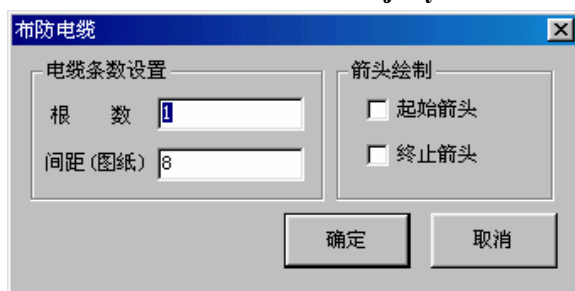 布防电缆
电缆条数设置
根 数 1
间距(图纸) 8
箭头绘制
起始箭头
终止箭头
确定 取消